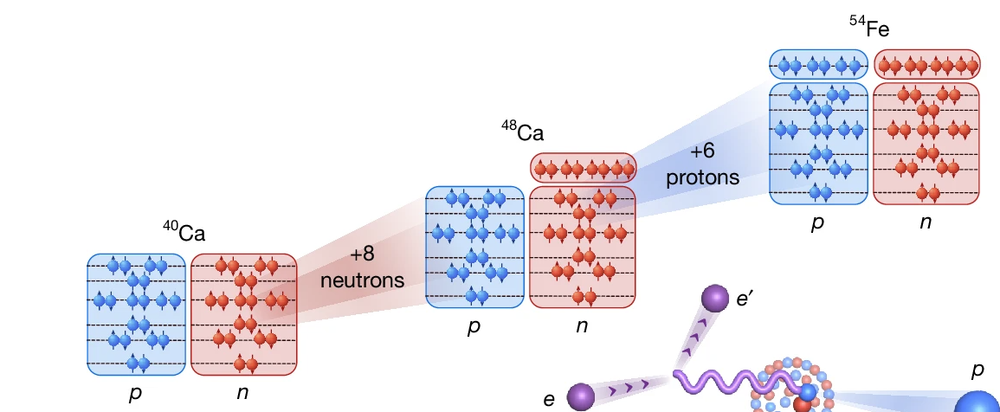 ⁵⁴Fe
⁴⁸Ca
+6
protons
p
n
⁴⁰Ca
+8
neutrons
p
n
e′
p
n
e
p